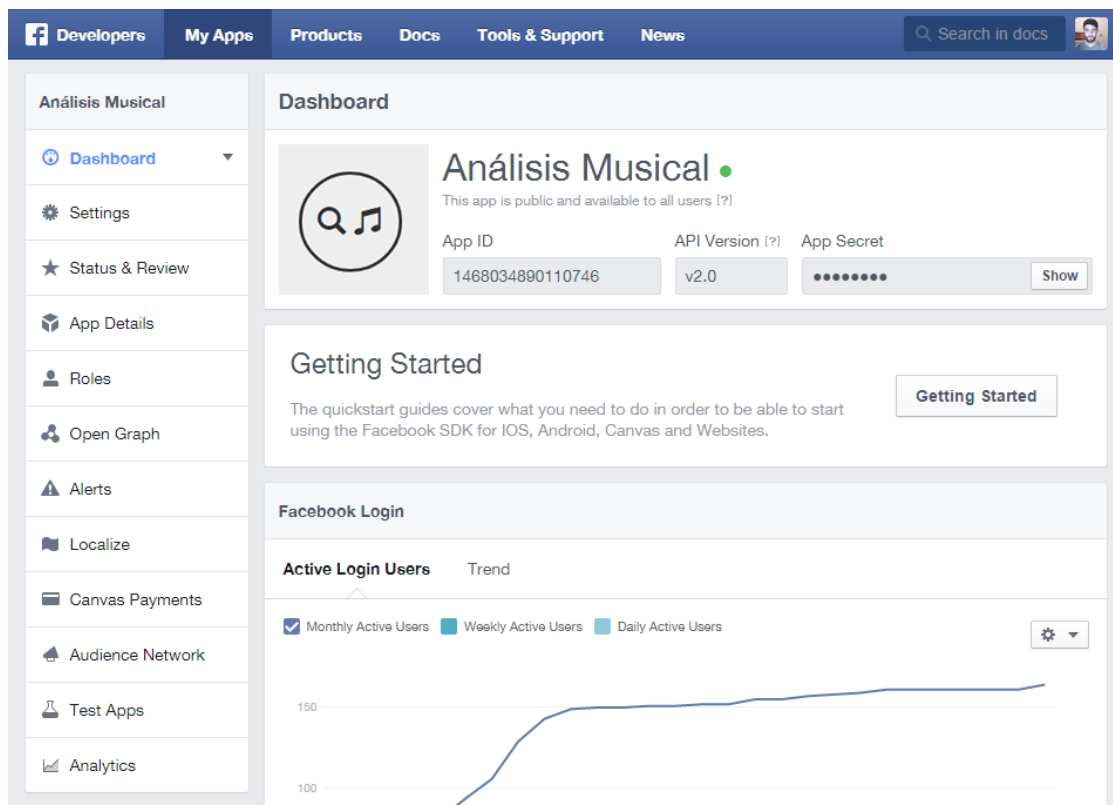 Developers My Apps Products Docs Tools & Support News Search in docs
Análisis Musical
Dashboard
Settings
Status & Review
App Details
Roles
Open Graph
Alerts
Localize
Canvas Payments
Audience Network
Test Apps
Analytics
Dashboard
Análisis Musical
This app is public and available to all users [?]
App ID API Version [?] App Secret
1468034890110746 v2.0 ●●●●●●●● Show
Getting Started
The quickstart guides cover what you need to do in order to be able to start
using the Facebook SDK for IOS, Android, Canvas and Websites.
Getting Started
Facebook Login
Active Login Users Trend
Monthly Active Users Weekly Active Users Daily Active Users
150
100